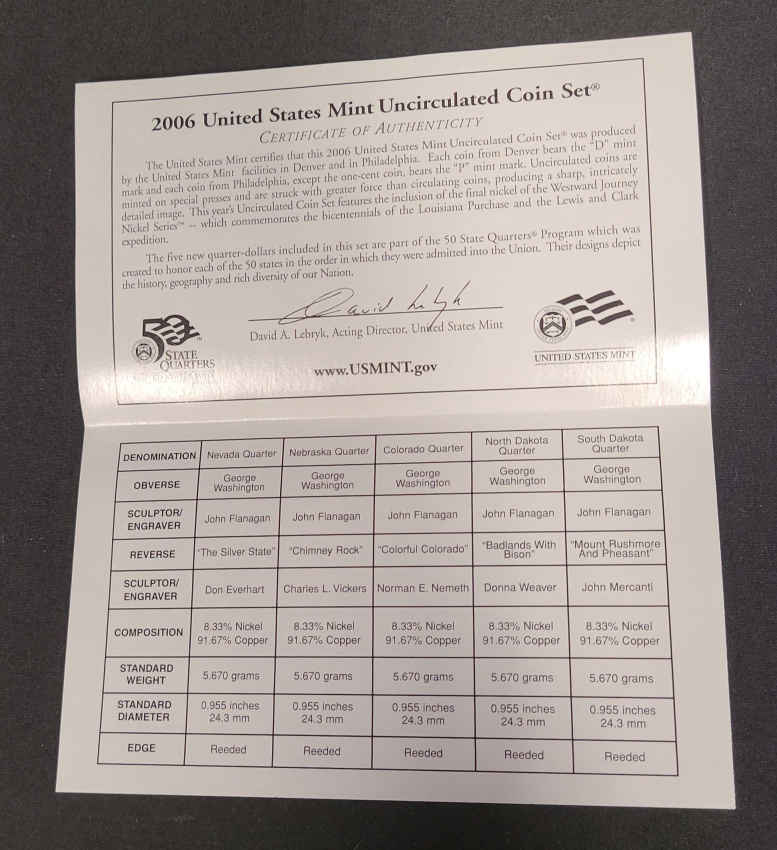 2006 United States Mint Uncirculated Coin Set®
CERTIFICATE OF AUTHENTICITY
The United States Mint certifies that this 2006 United States Mint Uncirculated Coin Set® was produced
by the United States Mint facilities in Denver and in Philadelphia. Each coin from Denver bears the "D" mint
mark and each coin from Philadelphia, except the one-cent coin, bears the "P" mint mark. Uncirculated coins are
minted on special presses and are struck with greater force than circulating coins, producing a sharp, intricately
detailed image. This year's Uncirculated Coin Set features the inclusion of the final nickel of the Westward Journey
Nickel Series™ -- which commemorates the bicentennials of the Louisiana Purchase and the Lewis and Clark
expedition.
The five new quarter-dollars included in this set are part of the 50 State Quarters® Program which was
created to honor each of the 50 states in the order in which they were admitted into the Union. Their designs depict
the history, geography and rich diversity of our Nation.
David A. Lebryk, Acting Director, United States Mint
50
STATE
QUARTERS
UNITED STATES MINT
www.USMINT.gov
DENOMINATION Nevada Quarter Nebraska Quarter Colorado Quarter North Dakota Quarter South Dakota Quarter
OBVERSE George Washington George Washington George Washington George Washington George Washington
SCULPTOR/ENGRAVER John Flanagan John Flanagan John Flanagan John Flanagan John Flanagan
REVERSE "The Silver State" "Chimney Rock" "Colorful Colorado" "Badlands With Bison" "Mount Rushmore And Pheasant"
SCULPTOR/ENGRAVER Don Everhart Charles L. Vickers Norman E. Nemeth Donna Weaver John Mercanti
COMPOSITION 8.33% Nickel 91.67% Copper 8.33% Nickel 91.67% Copper 8.33% Nickel 91.67% Copper 8.33% Nickel 91.67% Copper 8.33% Nickel 91.67% Copper
STANDARD WEIGHT 5.670 grams 5.670 grams 5.670 grams 5.670 grams 5.670 grams
STANDARD DIAMETER 0.955 inches 24.3 mm 0.955 inches 24.3 mm 0.955 inches 24.3 mm 0.955 inches 24.3 mm 0.955 inches 24.3 mm
EDGE Reeded Reeded Reeded Reeded Reeded